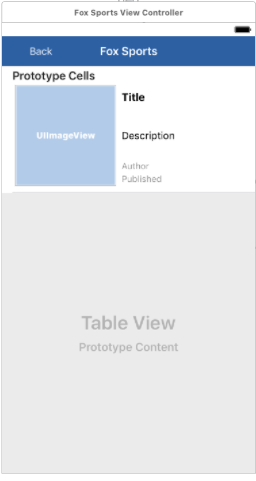 Fox Sports View Controller
Back
Fox Sports
Prototype Cells
UIImageView
Title
Description
Author
Published
Table View
Prototype Content